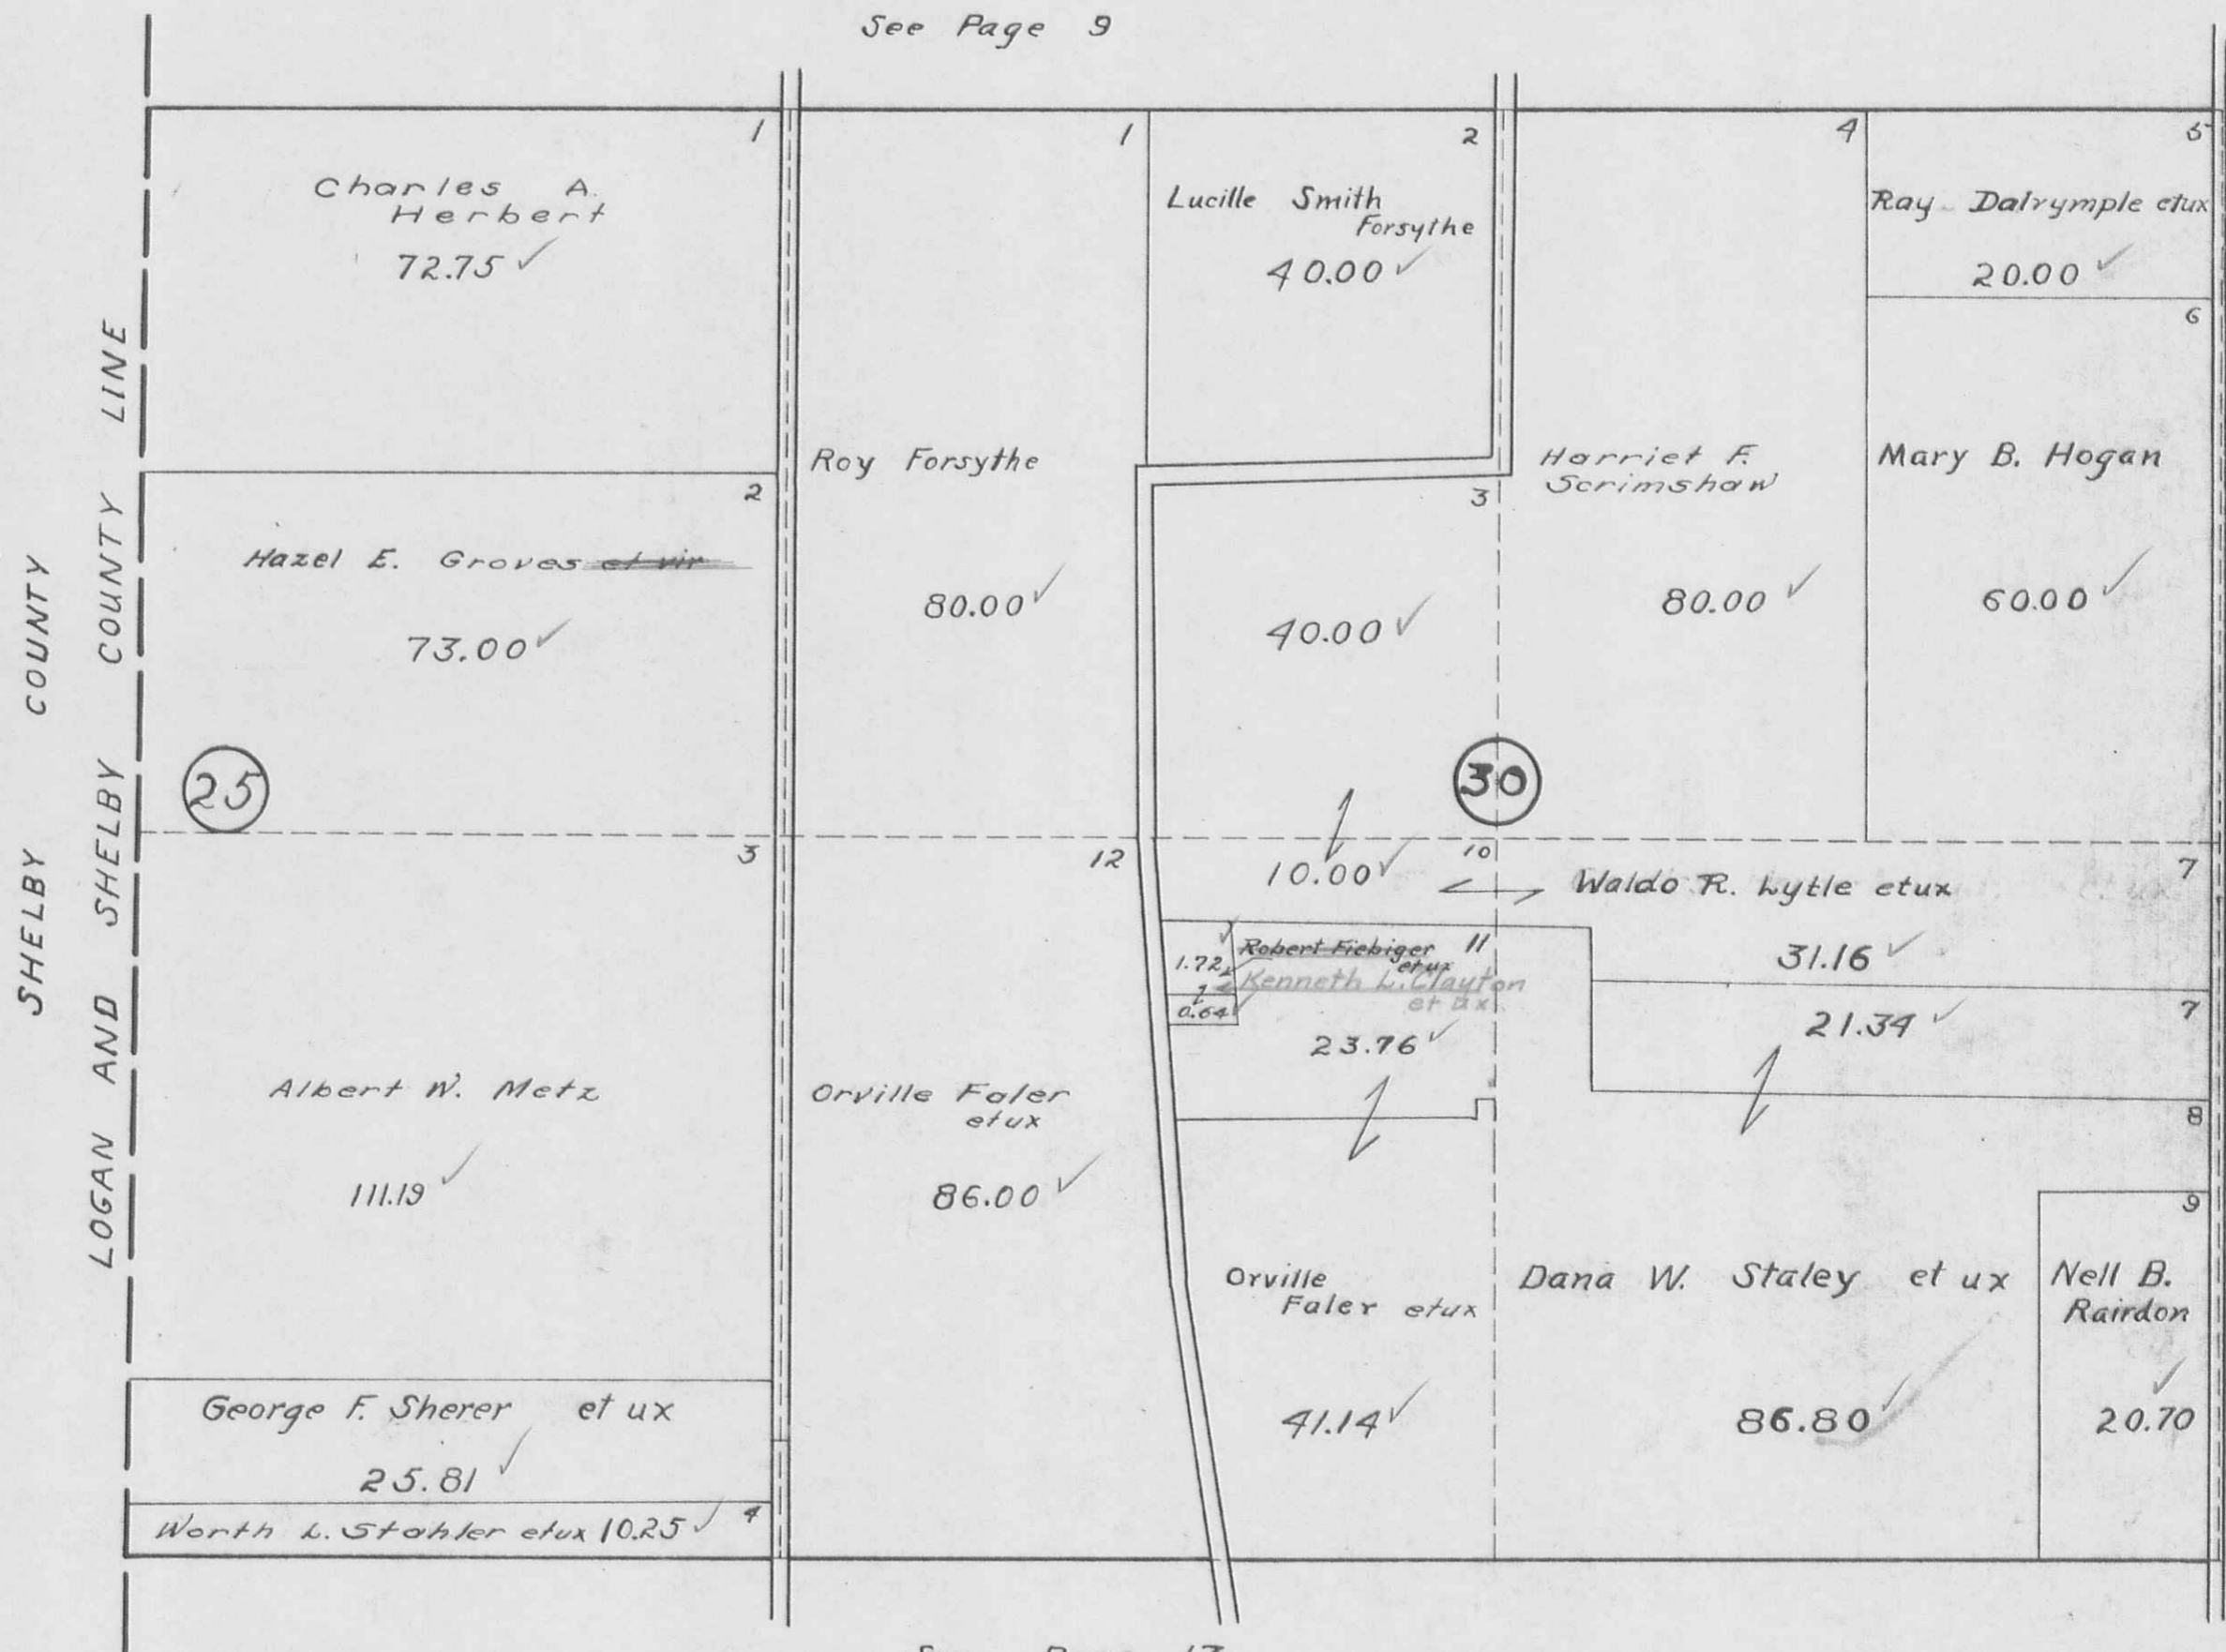 See Page 9
SHELBY COUNTY
LOGAN AND SHELBY COUNTY LINE
1
Charles A.
Herbert
72.75 ✓
2
Hazel E. Groves et vir
73.00 ✓
25
3
Albert W. Metz
111.19 ✓
George F. Sherer et ux
25.81 ✓
Worth L. Stahler etux 10.25 ✓ 4
1
Roy Forsythe
80.00 ✓
12
Orville Faler
etux
86.00 ✓
2
Lucille Smith
Forsythe
40.00 ✓
3
40.00 ✓
30
10
10.00 ✓
Waldo R. Lytle etux
11
Robert Fiebiger
etux
1.72
Kenneth L. Clayton
et ux
0.64
23.76 ✓
Orville
Faler etux
41.14 ✓
4
Harriet F.
Scrimshaw
80.00 ✓
5
Ray Dalrymple etux
20.00 ✓
6
Mary B. Hogan
60.00 ✓
7
31.16 ✓
7
21.34 ✓
8
Dana W. Staley et ux
86.80 ✓
9
Nell B.
Rairdon
20.70 ✓